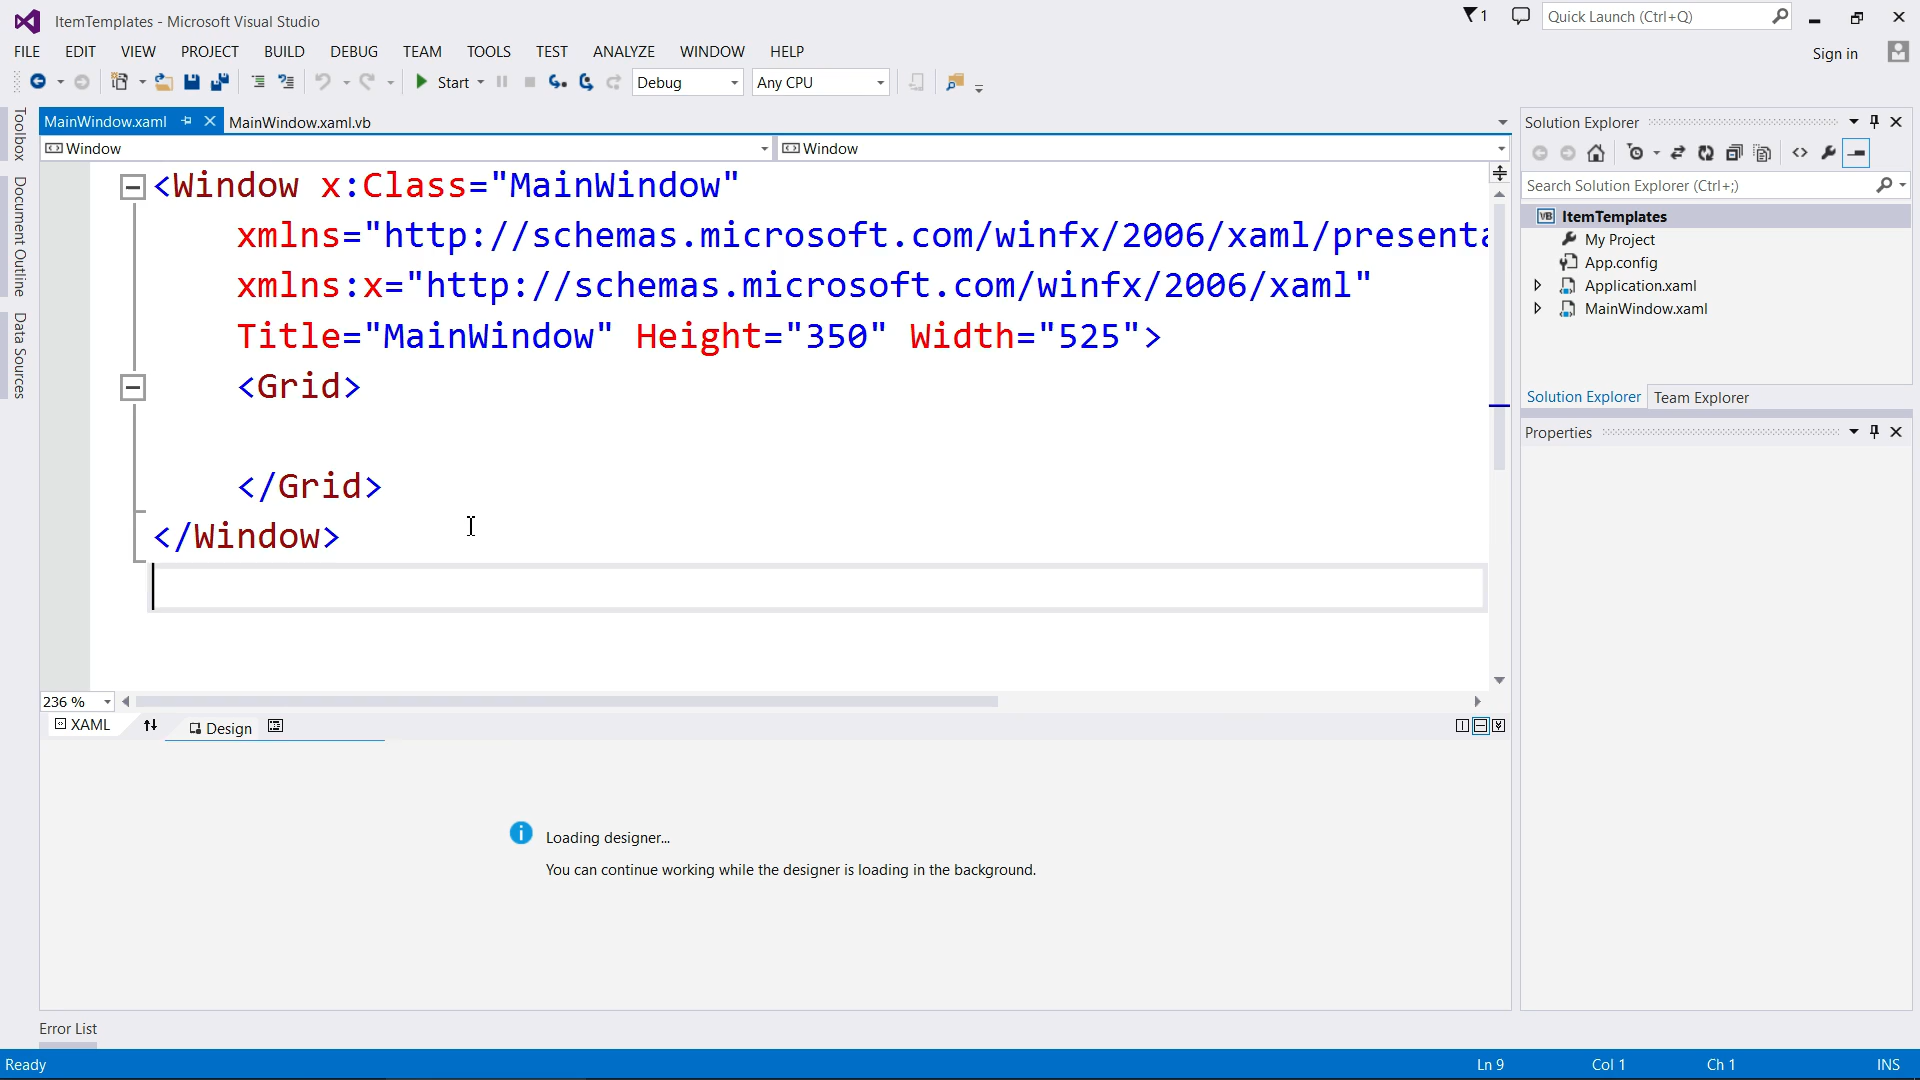 ItemTemplates - Microsoft Visual Studio
1
Quick Launch (Ctrl+Q)
FILE EDIT VIEW PROJECT BUILD DEBUG TEAM TOOLS TEST ANALYZE WINDOW HELP
Sign in
Start Debug Any CPU
Toolbox
Document Outline
Data Sources
MainWindow.xaml MainWindow.xaml.vb
Window Window
<Window x:Class="MainWindow"
xmlns="http://schemas.microsoft.com/winfx/2006/xaml/presenta
xmlns:x="http://schemas.microsoft.com/winfx/2006/xaml"
Title="MainWindow" Height="350" Width="525">
<Grid>
</Grid>
</Window>
236 %
XAML Design
Loading designer...
You can continue working while the designer is loading in the background.
Solution Explorer
Search Solution Explorer (Ctrl+;)
VB ItemTemplates
My Project
App.config
Application.xaml
MainWindow.xaml
Solution Explorer Team Explorer
Properties
Error List
Ready Ln 9 Col 1 Ch 1 INS